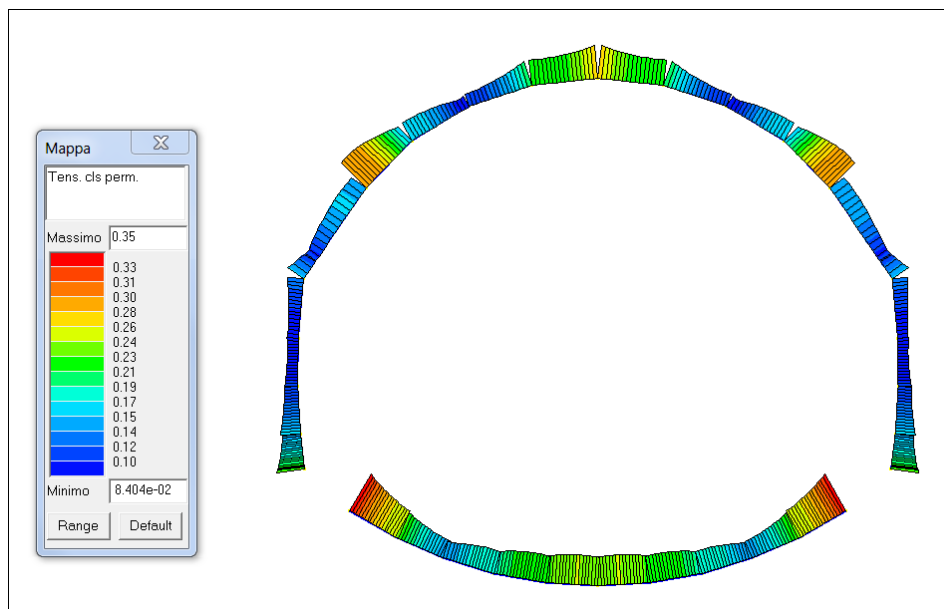 Mappa
Tens. cls perm.
Massimo 0.35
0.33
0.31
0.30
0.28
0.26
0.24
0.23
0.21
0.19
0.17
0.15
0.14
0.12
0.10
Minimo 8.404e-02
Range Default